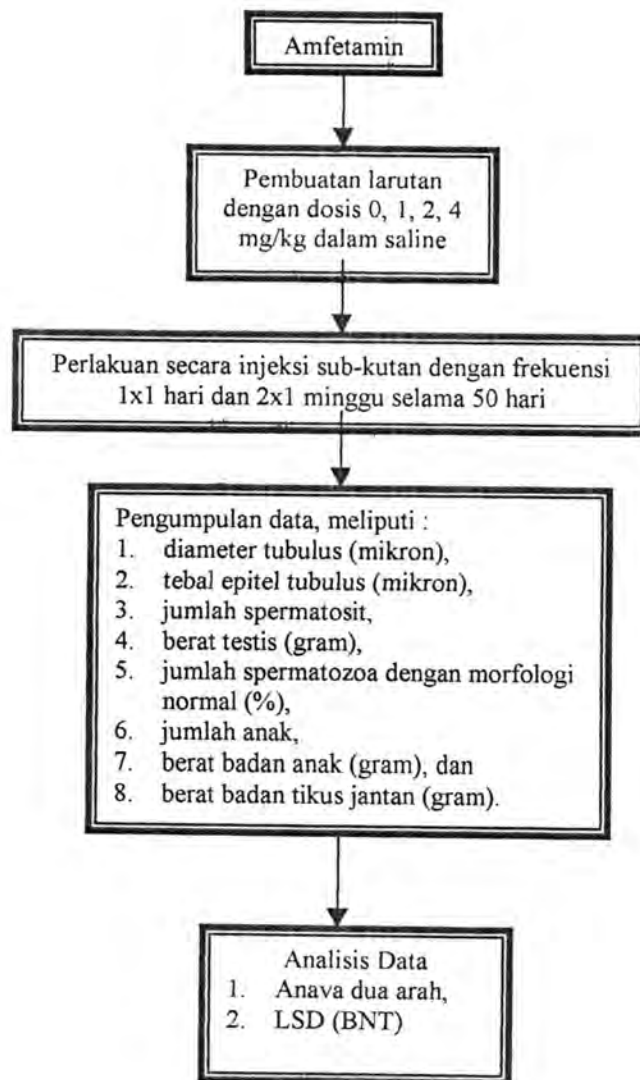 Amfetamin
Pembuatan larutan
dengan dosis 0, 1, 2, 4
mg/kg dalam saline
Perlakuan secara injeksi sub-kutan dengan frekuensi
1x1 hari dan 2x1 minggu selama 50 hari
Pengumpulan data, meliputi :
1. diameter tubulus (mikron),
2. tebal epitel tubulus (mikron),
3. jumlah spermatosit,
4. berat testis (gram),
5. jumlah spermatozoa dengan morfologi
normal (%),
6. jumlah anak,
7. berat badan anak (gram), dan
8. berat badan tikus jantan (gram).
Analisis Data
1. Anava dua arah,
2. LSD (BNT)